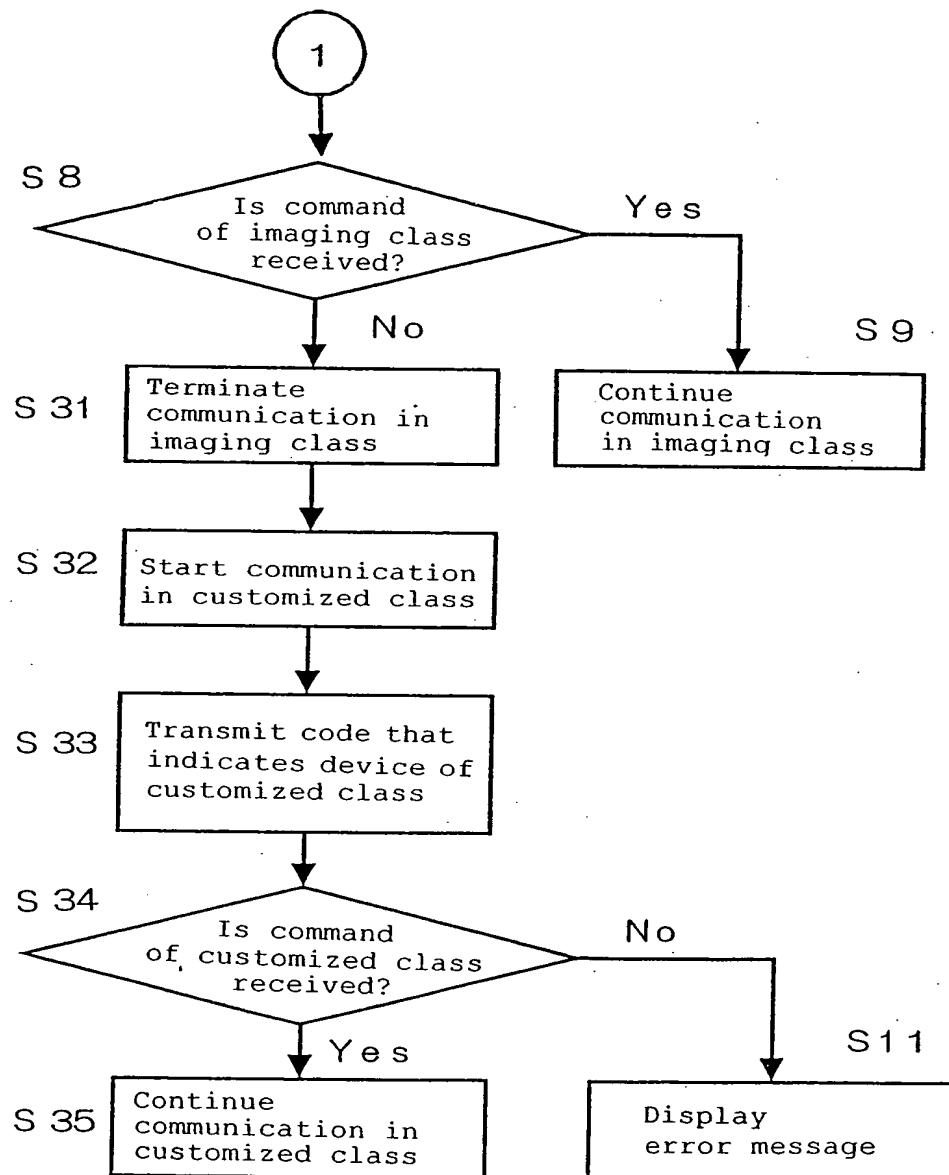 1
S 8
Is command
of imaging class
received?
Yes
No
S 9
S 31
Terminate
communication in
imaging class
Continue
communication
in imaging class
S 32
Start communication
in customized class
S 33
Transmit code that
indicates device of
customized class
S 34
Is command
of customized class
received?
No
Yes
S11
S 35
Continue
communication in
customized class
Display
error message